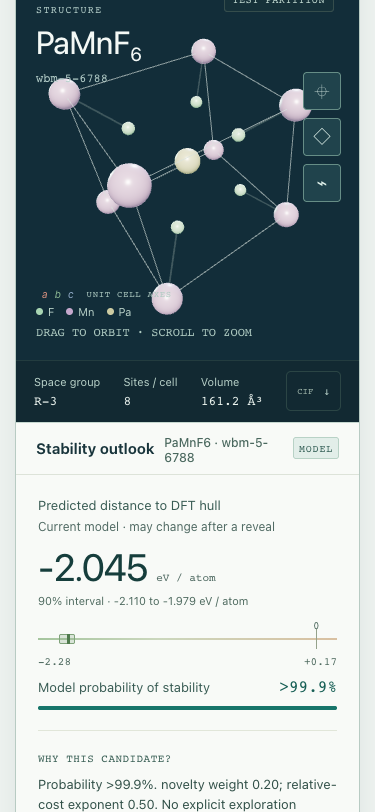 STRUCTURE
TEST PARTITION
PaMnF6
wbm-5-6788
a b c UNIT CELL AXES
F Mn Pa
DRAG TO ORBIT · SCROLL TO ZOOM
Space group Sites / cell Volume
R-3 8 161.2 Å³ CIF ↓
Stability outlook PaMnF6 · wbm-5-
6788
MODEL
Predicted distance to DFT hull
Current model · may change after a reveal
-2.045 eV / atom
90% interval · -2.110 to -1.979 eV / atom
0
-2.28 +0.17
Model probability of stability >99.9%
WHY THIS CANDIDATE?
Probability >99.9%. novelty weight 0.20; relative-
cost exponent 0.50. No explicit exploration